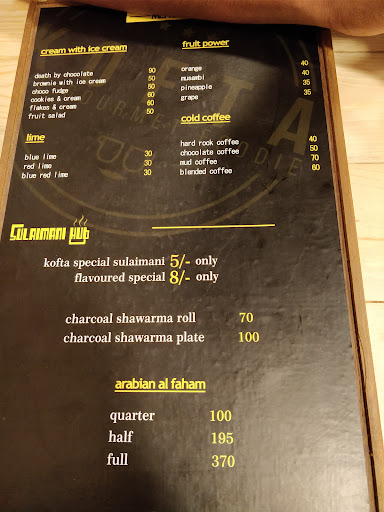 cream with ice cream
death by chocolate 90
brownie with ice cream 50
choco fudge 60
cookies & cream 60
flakes & cream 60
fruit salad 50
lime
blue lime 30
red lime 30
blue red lime 30
fruit power
orange 40
musambi 40
pineapple 35
grape 35
cold coffee
hard rook coffee 40
chocolate coffee 50
mud coffee 70
blended coffee 60
SULAIMANI HUB
kofta special sulaimani 5/- only
flavoured special 8/- only
charcoal shawarma roll 70
charcoal shawarma plate 100
arabian al faham
quarter 100
half 195
full 370